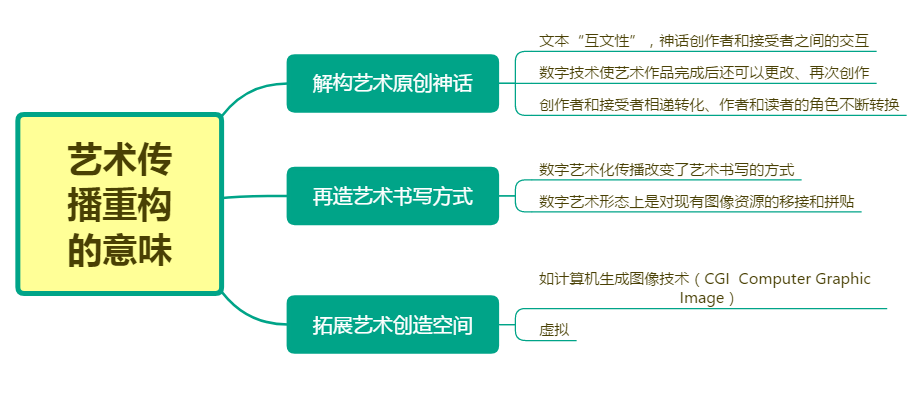 艺术传
播重构
的意味
解构艺术原创神话
文本“互文性”，神话创作者和接受者之间的交互
数字技术使艺术作品完成后还可以更改、再次创作
创作者和接受者相递转化、作者和读者的角色不断转换
再造艺术书写方式
数字艺术化传播改变了艺术书写的方式
数字艺术形态上是对现有图像资源的移接和拼贴
拓展艺术创造空间
如计算机生成图像技术（CGI  Computer Graphic
Image）
虚拟